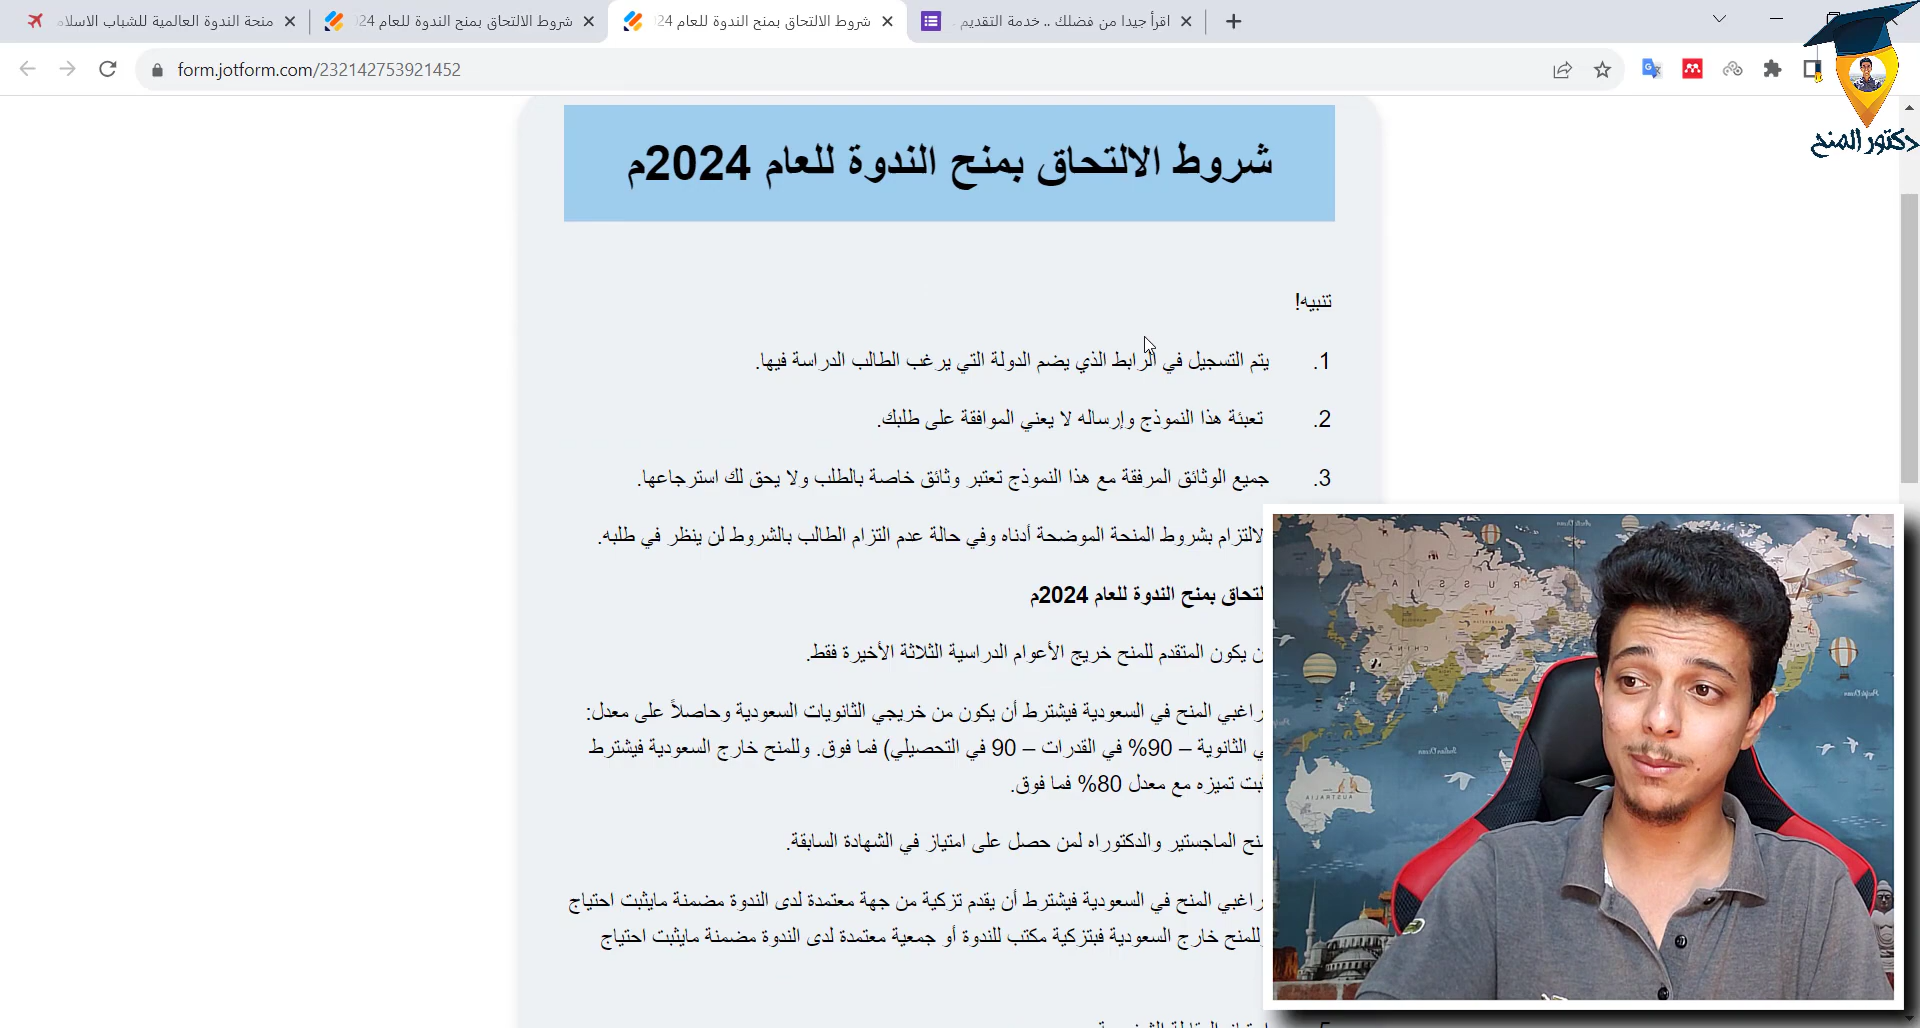 منحة الندوة العالمية للشباب الاسلا
شروط الالتحاق بمنح الندوة للعام 24
شروط الالتحاق بمنح الندوة للعام 24
اقرأ جيدا من فضلك .. خدمة التقديم
form.jotform.com/232142753921452
دكتور المنح
شروط الالتحاق بمنح الندوة للعام 2024م
تنبيه!
1. يتم التسجيل في الرابط الذي يضم الدولة التي يرغب الطالب الدراسة فيها.
2. تعبئة هذا النموذج وإرساله لا يعني الموافقة على طلبك.
3. جميع الوثائق المرفقة مع هذا النموذج تعتبر وثائق خاصة بالطلب ولا يحق لك استرجاعها.
لالتزام بشروط المنحة الموضحة أدناه وفي حالة عدم التزام الطالب بالشروط لن ينظر في طلبه.
لتحاق بمنح الندوة للعام 2024م
ن يكون المتقدم للمنح خريج الأعوام الدراسية الثلاثة الأخيرة فقط.
راغبي المنح في السعودية فيشترط أن يكون من خريجي الثانويات السعودية وحاصلاً على معدل:
ي الثانوية – 90% في القدرات – 90 في التحصيلي) فما فوق. وللمنح خارج السعودية فيشترط
ثبت تميزه مع معدل 80% فما فوق.
نح الماجستير والدكتوراه لمن حصل على امتياز في الشهادة السابقة.
راغبي المنح في السعودية فيشترط أن يقدم تزكية من جهة معتمدة لدى الندوة مضمنة مايثبت احتياج
للمنح خارج السعودية فبتزكية مكتب للندوة أو جمعية معتمدة لدى الندوة مضمنة مايثبت احتياج
RUSSIA
CHINA
AUSTRALIA
Indian Ocean